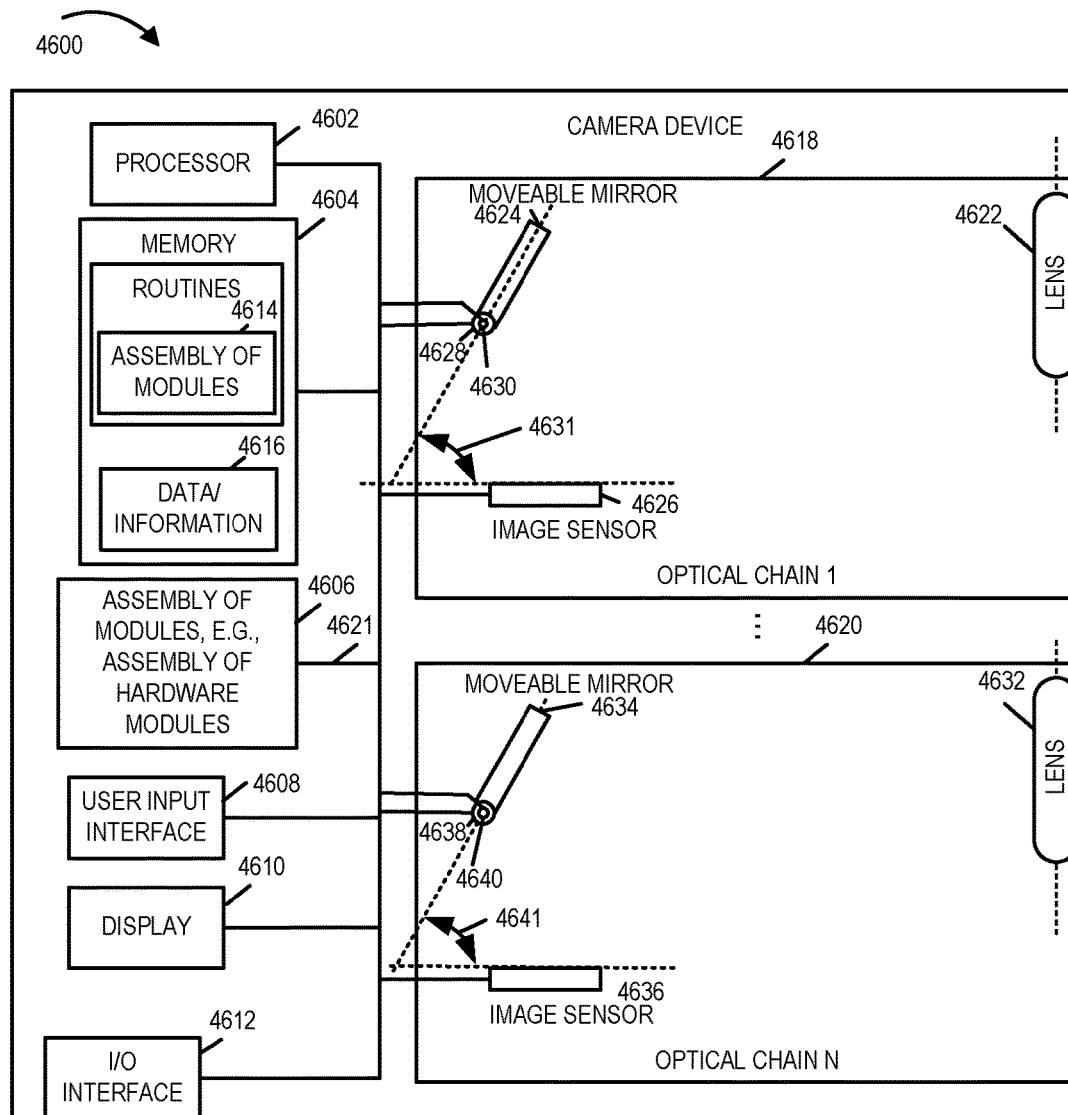 4600
CAMERA DEVICE
4602
PROCESSOR
4604
MEMORY
ROUTINES
4614
ASSEMBLY OF
MODULES
4616
DATA/
INFORMATION
4606
ASSEMBLY OF
MODULES, E.G.,
ASSEMBLY OF
HARDWARE
MODULES
4621
4608
USER INPUT
INTERFACE
4610
DISPLAY
4612
I/O
INTERFACE
4618
MOVEABLE MIRROR
4624
4622
LENS
4628
4630
4631
4626
IMAGE SENSOR
OPTICAL CHAIN 1
4620
MOVEABLE MIRROR
4634
4632
LENS
4638
4640
4641
4636
IMAGE SENSOR
OPTICAL CHAIN N